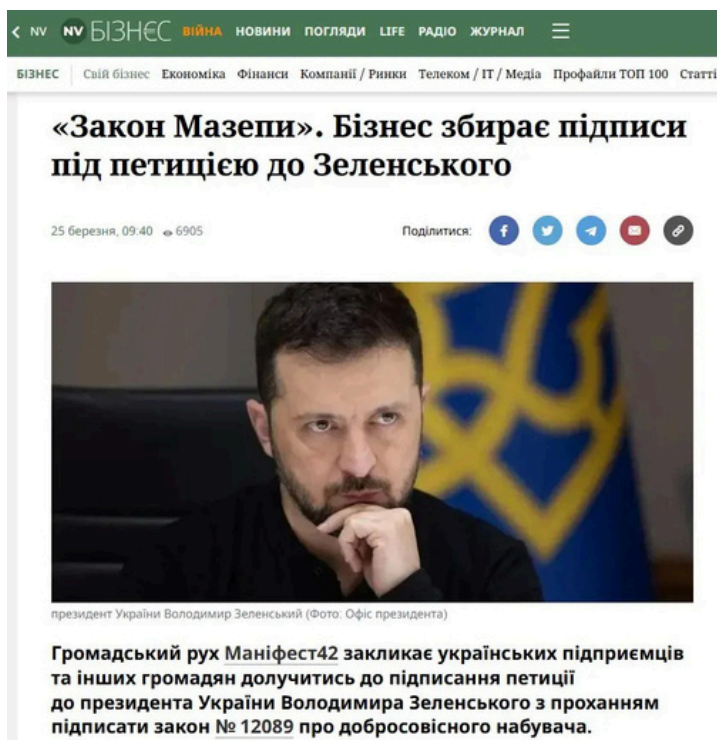 NV NV БІЗНЕС ВІЙНА НОВИНИ ПОГЛЯДИ LIFE РАДІО ЖУРНАЛ
БІЗНЕС Свій бізнес Економіка Фінанси Компанії / Ринки Телеком / IT / Медіа Профайли ТОП 100 Статті
«Закон Мазепи». Бізнес збирає підписи
під петицією до Зеленського
25 березня, 09:40 6905 Поділитися:
президент України Володимир Зеленський (Фото: Офіс президента)
Громадський рух Маніфест42 закликає українських підприємців
та інших громадян долучитись до підписання петиції
до президента України Володимира Зеленського з проханням
підписати закон № 12089 про добросовісного набувача.